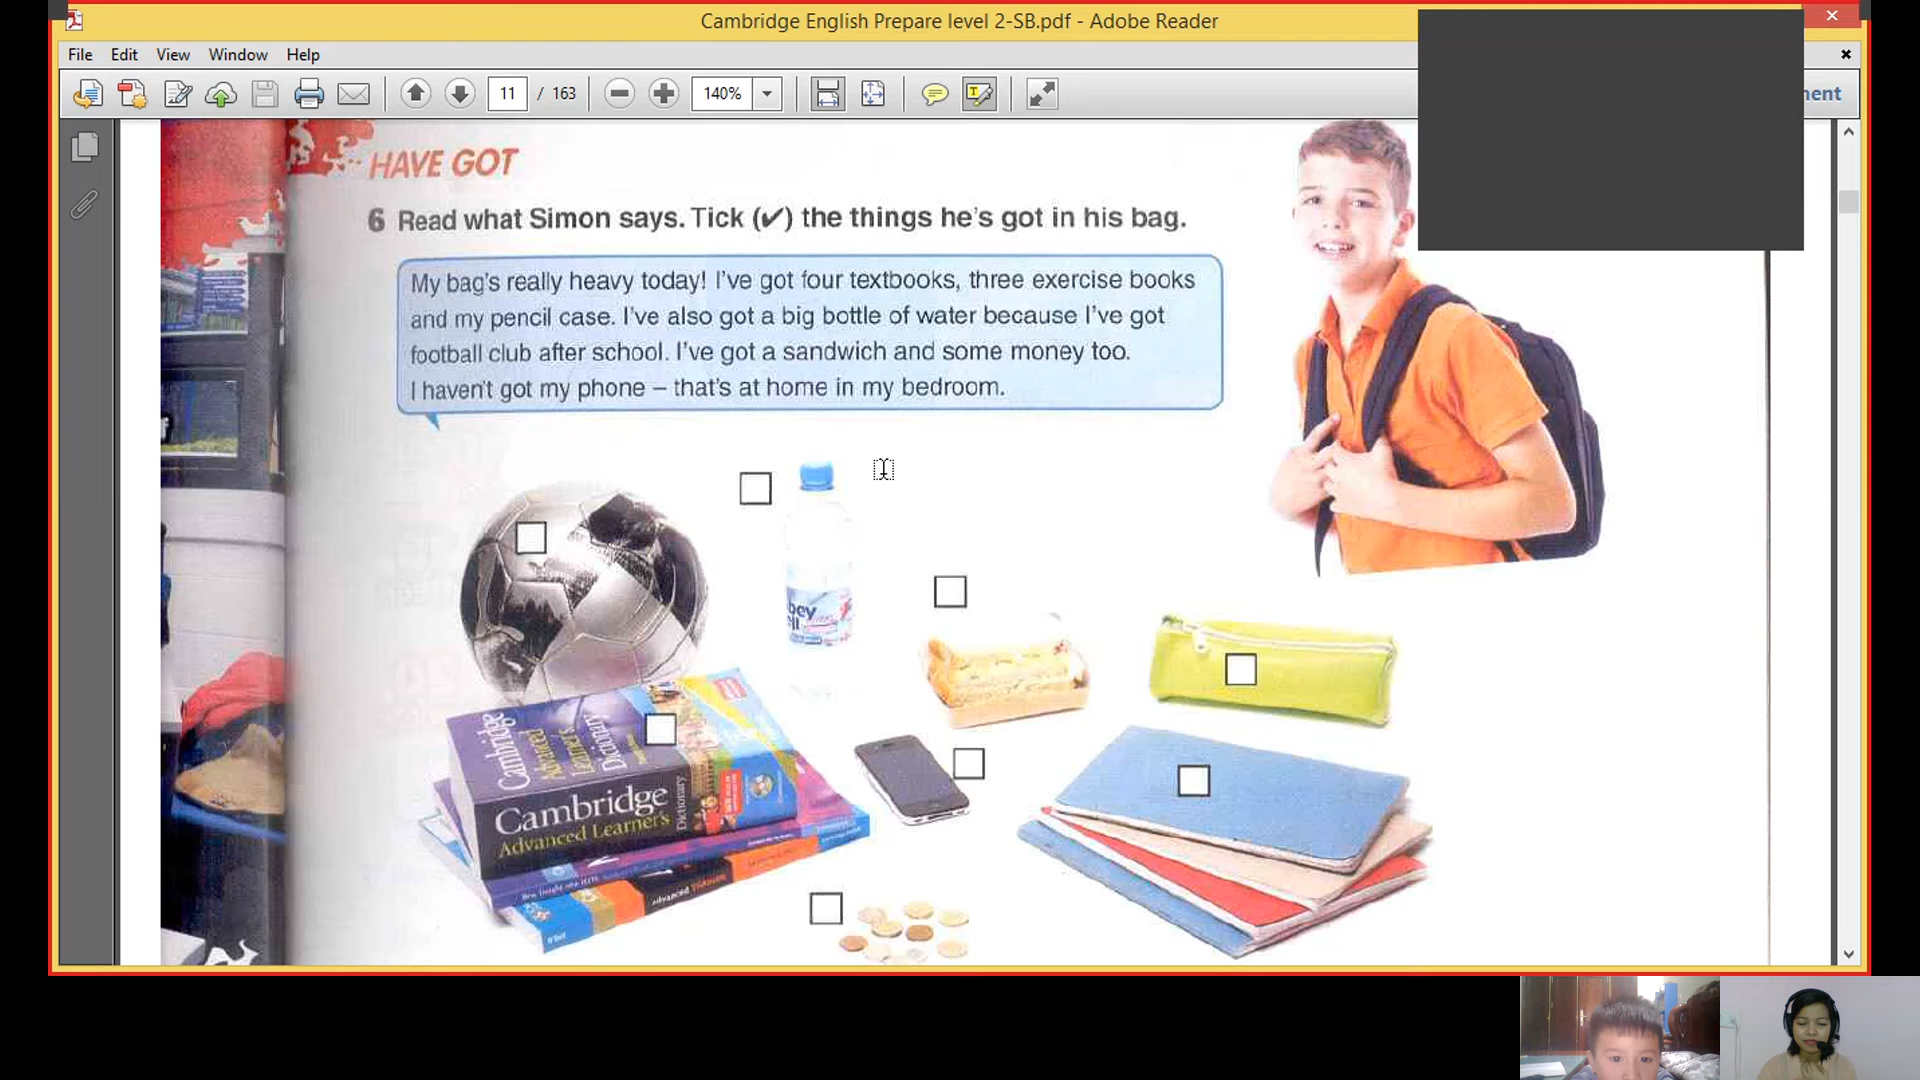 Cambridge English Prepare level 2-SB.pdf - Adobe Reader
File Edit View Window Help
11 / 163 140%
HAVE GOT
6 Read what Simon says. Tick (✔) the things he's got in his bag.
My bag's really heavy today! I've got four textbooks, three exercise books
and my pencil case. I've also got a big bottle of water because I've got
football club after school. I've got a sandwich and some money too.
I haven't got my phone – that's at home in my bedroom.
Cambridge
Advanced
Learner's
Dictionary
Cambridge
Advanced Learner's
Dictionary